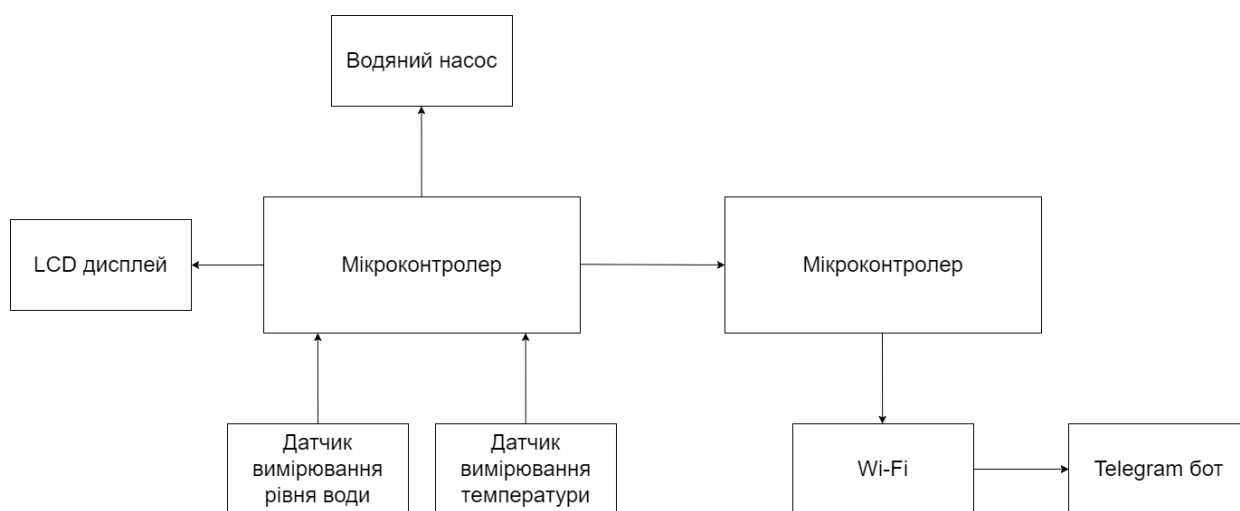 Водяний насос
LCD дисплей
Мікроконтролер
Мікроконтролер
Датчик
вимірювання
рівня води
Датчик
вимірювання
температури
Wi-Fi
Telegram бот